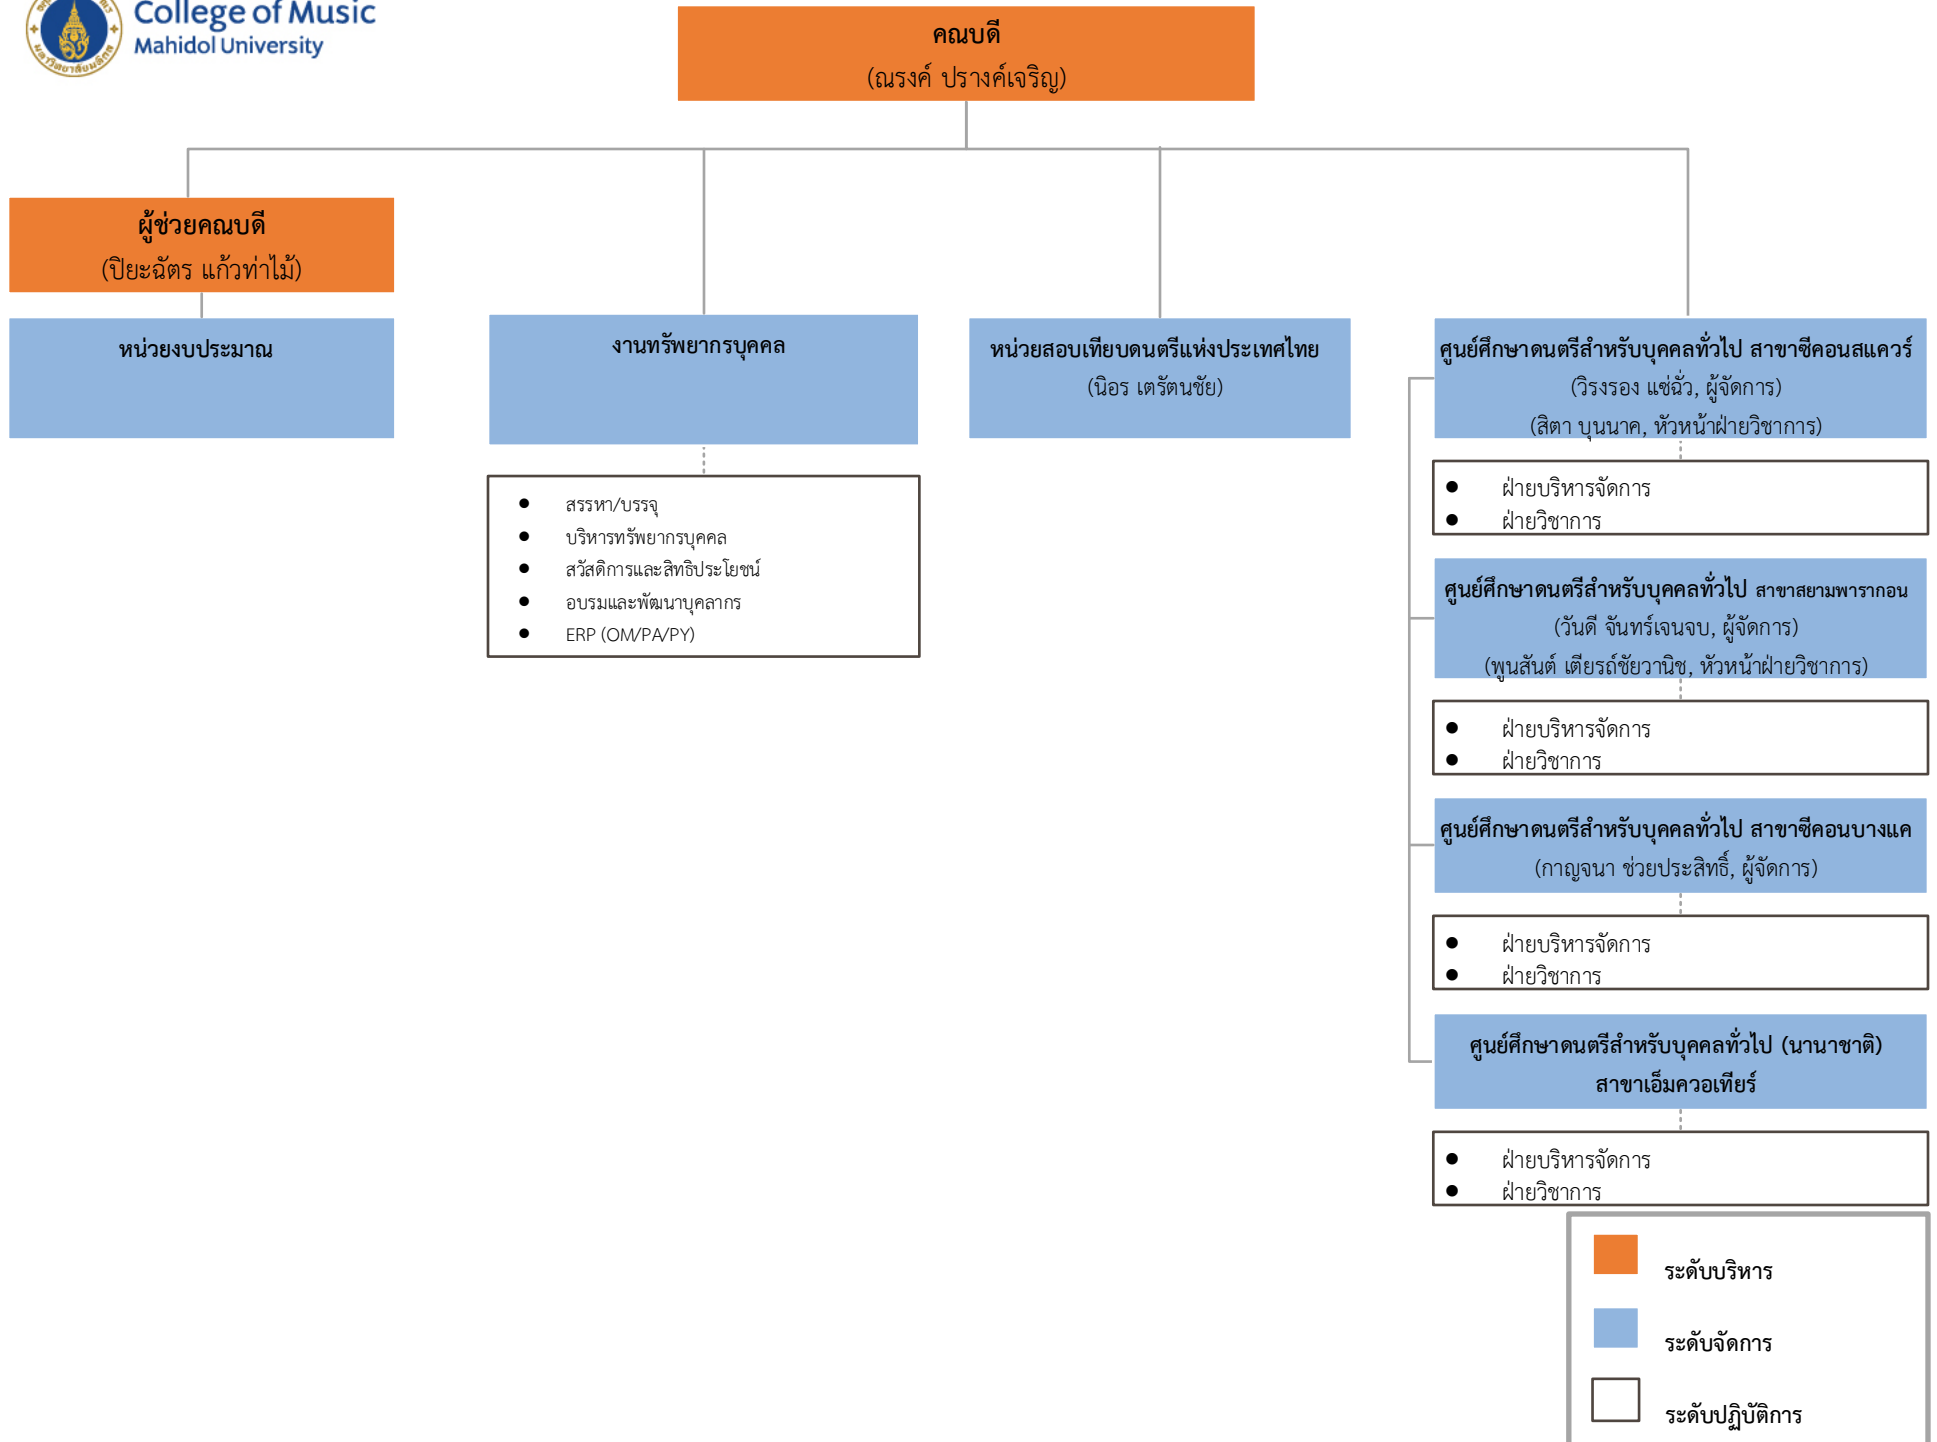 College of Music
Mahidol University
คณบดี
(ณรงค์ ปรางค์เจริญ)
ผู้ช่วยคณบดี
(ปิยะฉัตร แก้วท่าไม้)
หน่วยงบประมาณ
งานทรัพยากรบุคคล
● สรรหา/บรรจุ
● บริหารทรัพยากรบุคคล
● สวัสดิการและสิทธิประโยชน์
● อบรมและพัฒนาบุคลากร
● ERP (OM/PA/PY)
หน่วยสอบเทียบดนตรีแห่งประเทศไทย
(นิอร เตรัตนชัย)
ศูนย์ศึกษาดนตรีสำหรับบุคคลทั่วไป สาขาซีคอนสแควร์
(วิรงรอง แซ่ฉั่ว, ผู้จัดการ)
(สิตา บุนนาค, หัวหน้าฝ่ายวิชาการ)
● ฝ่ายบริหารจัดการ
● ฝ่ายวิชาการ
ศูนย์ศึกษาดนตรีสำหรับบุคคลทั่วไป สาขาสยามพารากอน
(วันดี จันทร์เจนจบ, ผู้จัดการ)
(พูนสันต์ เตียรถ์ชัยวานิช, หัวหน้าฝ่ายวิชาการ)
● ฝ่ายบริหารจัดการ
● ฝ่ายวิชาการ
ศูนย์ศึกษาดนตรีสำหรับบุคคลทั่วไป สาขาซีคอนบางแค
(กาญจนา ช่วยประสิทธิ์, ผู้จัดการ)
● ฝ่ายบริหารจัดการ
● ฝ่ายวิชาการ
ศูนย์ศึกษาดนตรีสำหรับบุคคลทั่วไป (นานาชาติ)
สาขาเอ็มควอเทียร์
● ฝ่ายบริหารจัดการ
● ฝ่ายวิชาการ
ระดับบริหาร
ระดับจัดการ
ระดับปฏิบัติการ